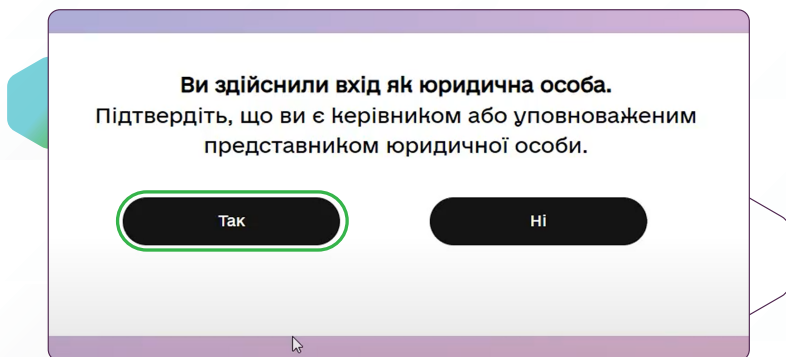 Ви здійснили вхід як юридична особа.
Підтвердіть, що ви є керівником або уповноваженим
представником юридичної особи.
Так
Ні